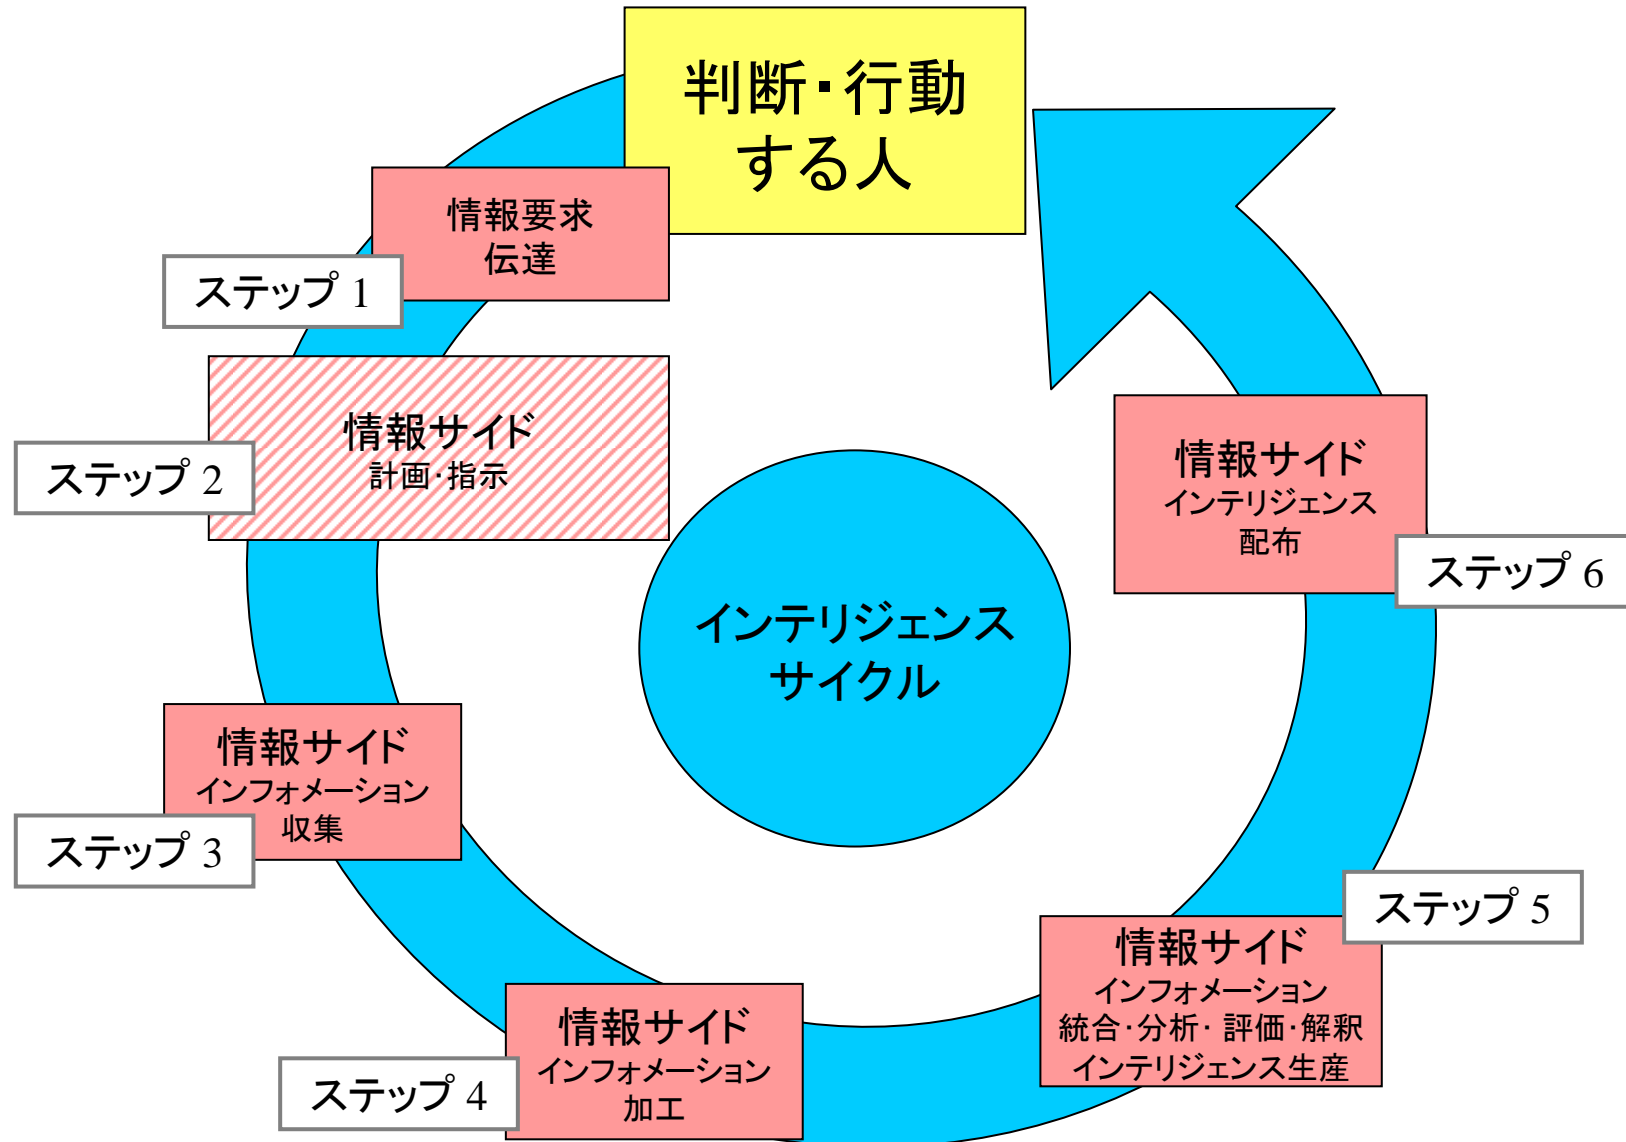 判断・行動
する人
情報要求
伝達
ステップ 1
情報サイド
計画・指示
ステップ 2
情報サイド
インフォメーション
収集
ステップ 3
情報サイド
インフォメーション
加工
ステップ 4
情報サイド
インフォメーション
統合・分析・ 評価・解釈
インテリジェンス生産
ステップ 5
情報サイド
インテリジェンス
配布
ステップ 6
インテリジェンス
サイクル